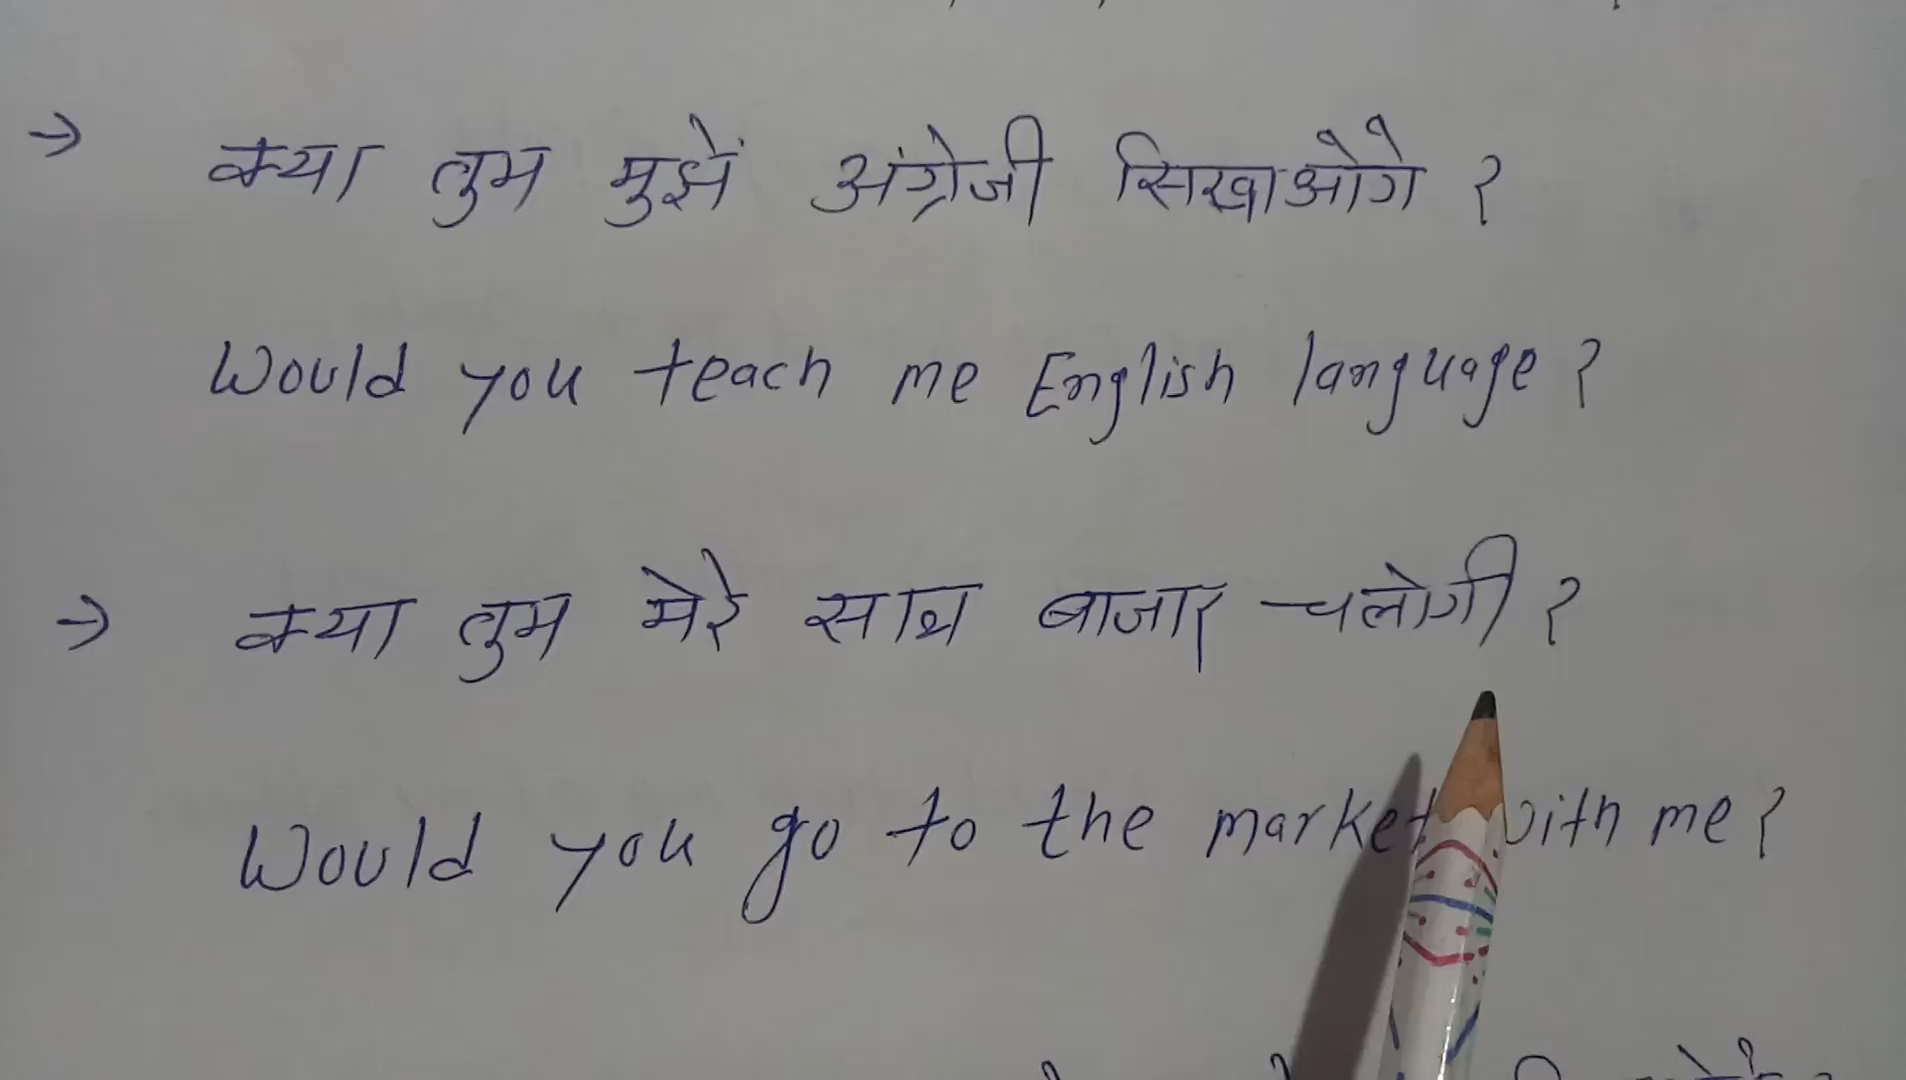 → क्या तुम मुझें अंग्रेजी सिखाओगे ?
Would you teach me English language ?
→ क्या तुम मेरे साथ बाजार चलोगी ?
Would you go to the market with me ?